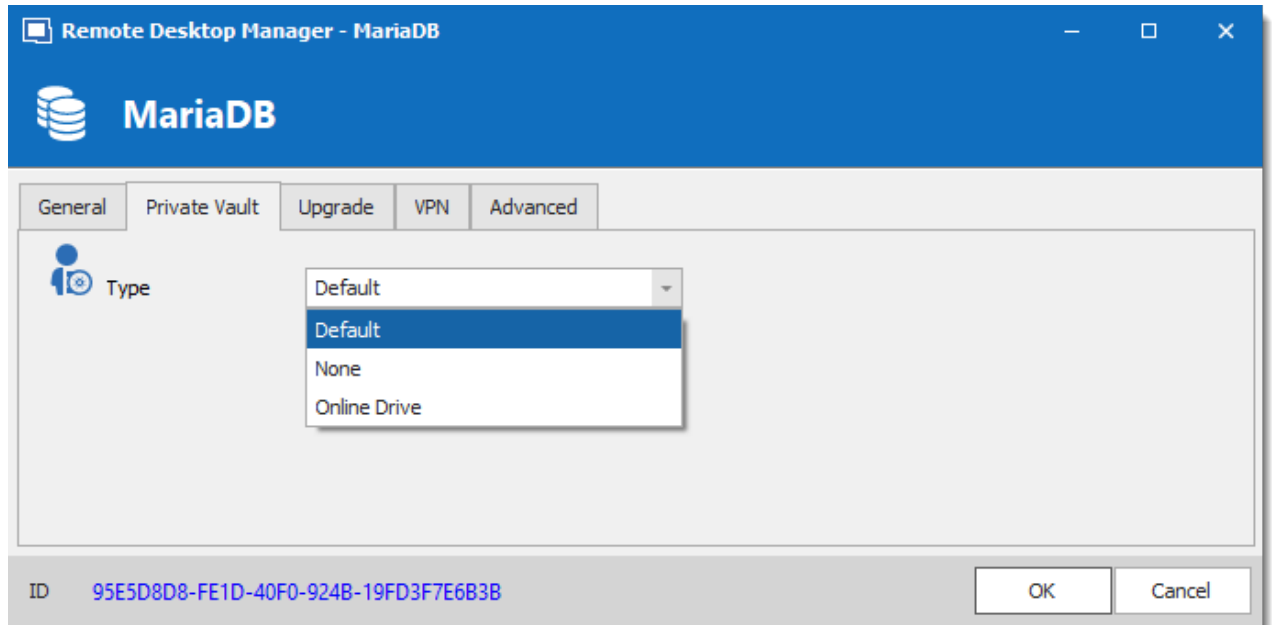 Remote Desktop Manager - MariaDB
MariaDB
General Private Vault Upgrade VPN Advanced
Type Default
Default
None
Online Drive
ID 95E5D8D8-FE1D-40F0-924B-19FD3F7E6B3B OK Cancel